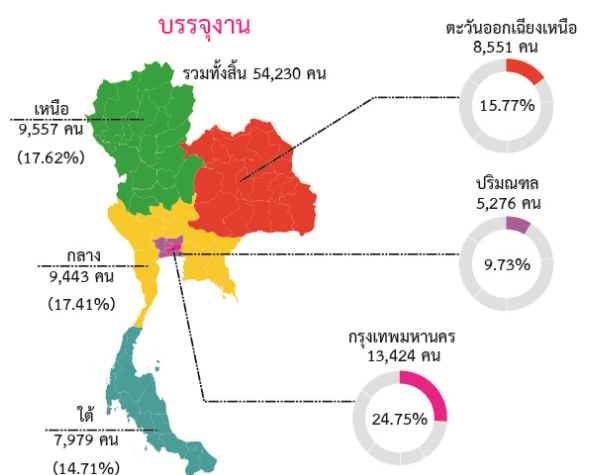 บรรจุงาน
รวมทั้งสิ้น 54,230 คน
ตะวันออกเฉียงเหนือ
8,551 คน
15.77%
เหนือ
9,557 คน
(17.62%)
ปริมณฑล
5,276 คน
9.73%
กลาง
9,443 คน
(17.41%)
กรุงเทพมหานคร
13,424 คน
24.75%
ใต้
7,979 คน
(14.71%)